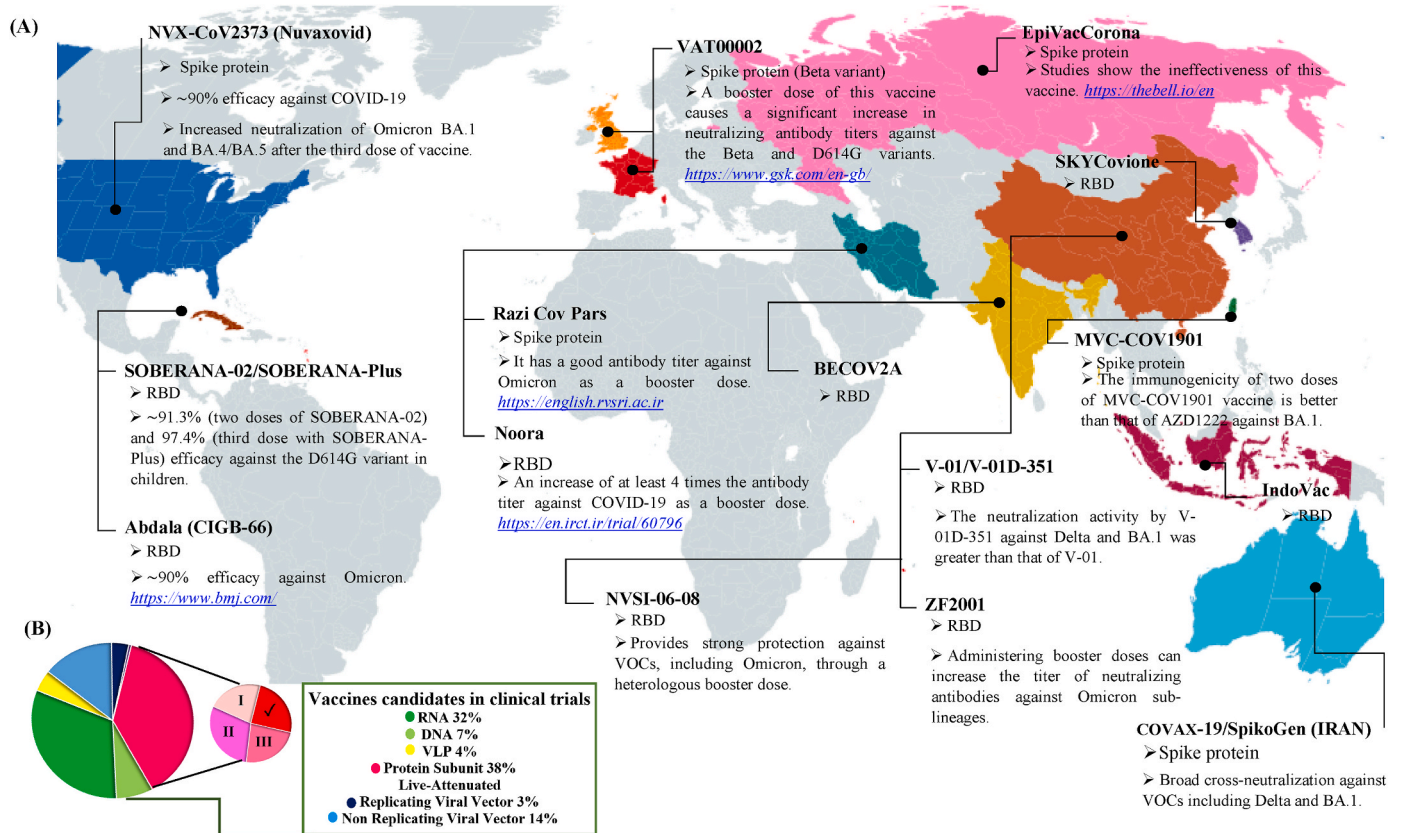 (A)
NVX-CoV2373 (Nuvaxovid)
➢ Spike protein
➢ ~90% efficacy against COVID-19
➢ Increased neutralization of Omicron BA.1
and BA.4/BA.5 after the third dose of vaccine.
VAT00002
➢ Spike protein (Beta variant)
➢ A booster dose of this vaccine
causes a significant increase in
neutralizing antibody titers against
the Beta and D614G variants.
https://www.gsk.com/en-gb/
EpiVacCorona
➢ Spike protein
➢ Studies show the ineffectiveness of this
vaccine. https://thebell.io/en
SKYCovione
➢ RBD
SOBERANA-02/SOBERANA-Plus
➢ RBD
➢ ~91.3% (two doses of SOBERANA-02)
and 97.4% (third dose with SOBERANA-
Plus) efficacy against the D614G variant in
children.
Abdala (CIGB-66)
➢ RBD
➢ ~90% efficacy against Omicron.
https://www.bmj.com/
Razi Cov Pars
➢ Spike protein
➢ It has a good antibody titer against
Omicron as a booster dose.
https://english.rvsri.ac.ir
Noora
➢RBD
➢ An increase of at least 4 times the antibody
titer against COVID-19 as a booster dose.
https://en.irct.ir/trial/60796
BECOV2A
➢ RBD
MVC-COV1901
➢ Spike protein
➢ The immunogenicity of two doses
of MVC-COV1901 vaccine is better
than that of AZD1222 against BA.1.
V-01/V-01D-351
➢ RBD
➢ The neutralization activity by V-
01D-351 against Delta and BA.1 was
greater than that of V-01.
IndoVac
➢ RBD
NVSI-06-08
➢ RBD
➢ Provides strong protection against
VOCs, including Omicron, through a
heterologous booster dose.
ZF2001
➢ RBD
➢ Administering booster doses can
increase the titer of neutralizing
antibodies against Omicron sub-
lineages.
COVAX-19/SpikoGen (IRAN)
➢ Spike protein
➢ Broad cross-neutralization against
VOCs including Delta and BA.1.
(B)
I
✓
II
III
Vaccines candidates in clinical trials
RNA 32%
DNA 7%
VLP 4%
Protein Subunit 38%
Live-Attenuated
Replicating Viral Vector 3%
Non Replicating Viral Vector 14%